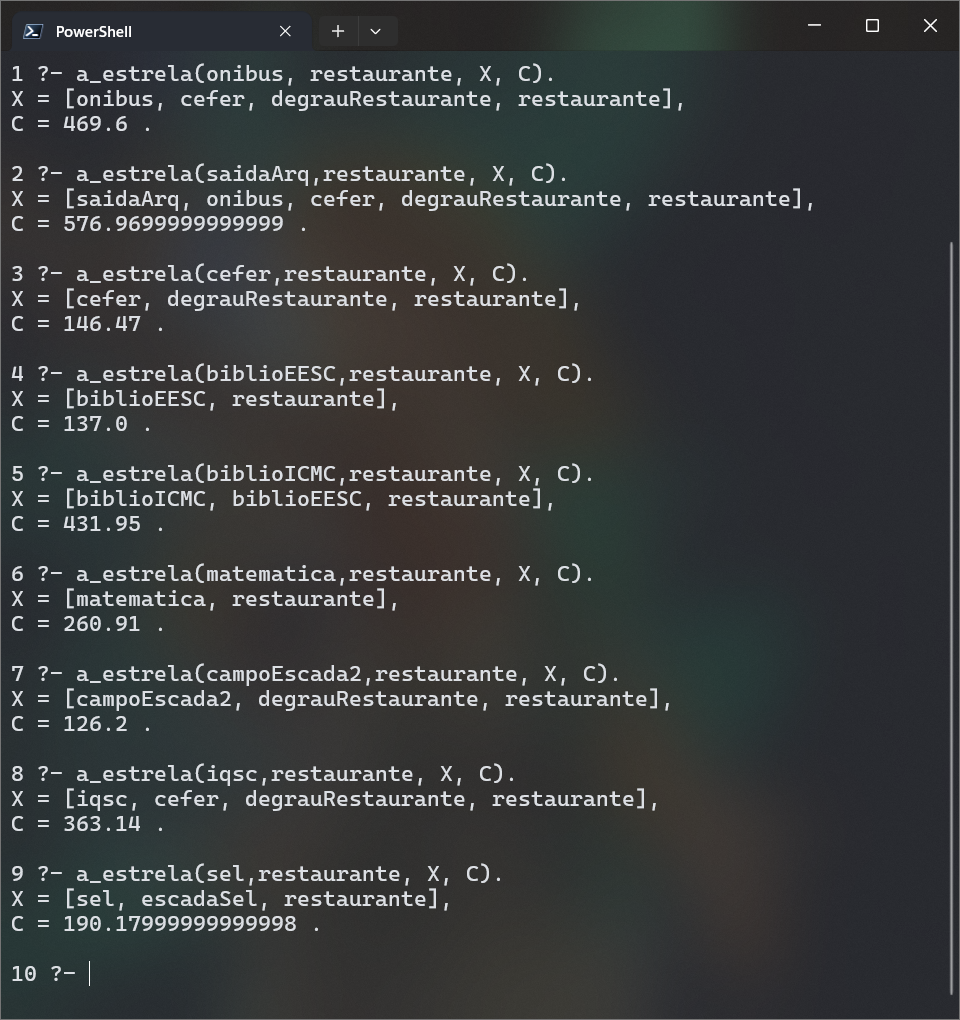 PowerShell
1 ?- a_estrela(onibus, restaurante, X, C).
X = [onibus, cefer, degrauRestaurante, restaurante],
C = 469.6 .
2 ?- a_estrela(saidaArq,restaurante, X, C).
X = [saidaArq, onibus, cefer, degrauRestaurante, restaurante],
C = 576.9699999999999 .
3 ?- a_estrela(cefer,restaurante, X, C).
X = [cefer, degrauRestaurante, restaurante],
C = 146.47 .
4 ?- a_estrela(biblioEESC,restaurante, X, C).
X = [biblioEESC, restaurante],
C = 137.0 .
5 ?- a_estrela(biblioICMC,restaurante, X, C).
X = [biblioICMC, biblioEESC, restaurante],
C = 431.95 .
6 ?- a_estrela(matematica,restaurante, X, C).
X = [matematica, restaurante],
C = 260.91 .
7 ?- a_estrela(campoEscada2,restaurante, X, C).
X = [campoEscada2, degrauRestaurante, restaurante],
C = 126.2 .
8 ?- a_estrela(iqsc,restaurante, X, C).
X = [iqsc, cefer, degrauRestaurante, restaurante],
C = 363.14 .
9 ?- a_estrela(sel,restaurante, X, C).
X = [sel, escadaSel, restaurante],
C = 190.17999999999998 .
10 ?-